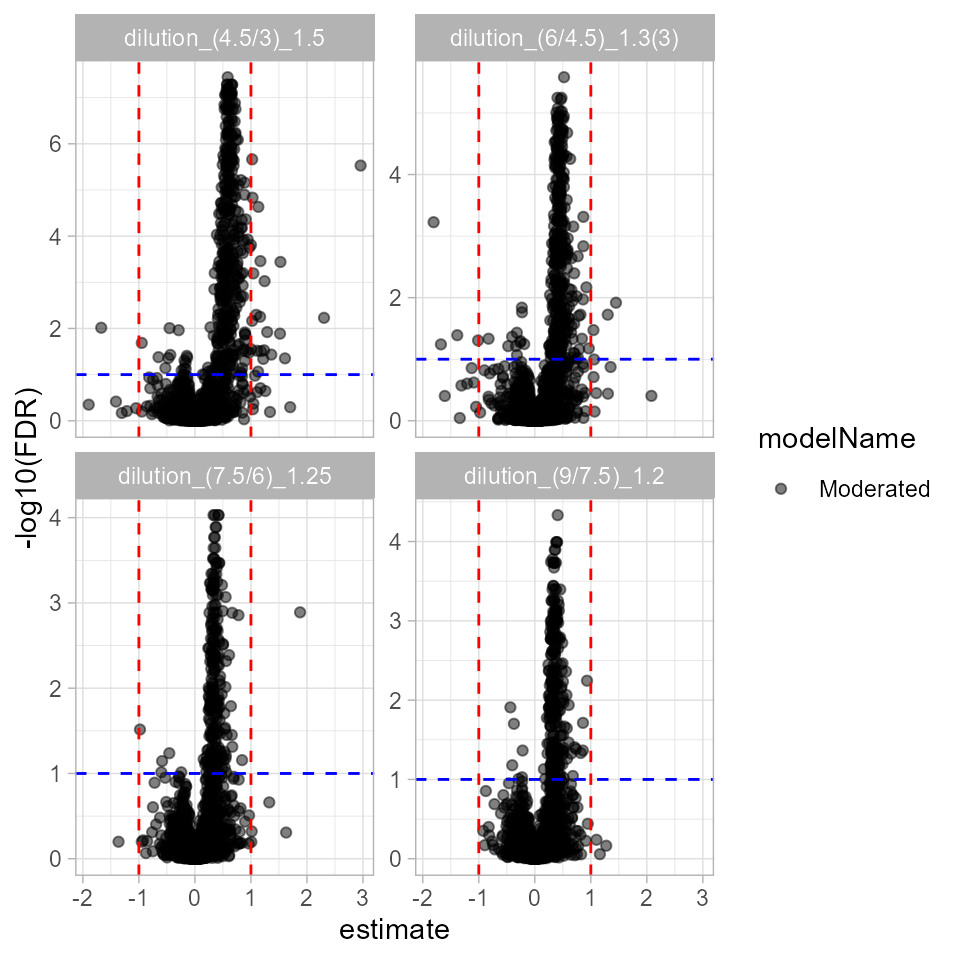 dilution_(4.5/3)_1.5
dilution_(6/4.5)_1.3(3)
6
4
2
0
4
2
0
dilution_(7.5/6)_1.25
dilution_(9/7.5)_1.2
4
3
2
1
0
4
3
2
1
0
-2 -1 0 1 2 3
-2 -1 0 1 2 3
estimate
-log10(FDR)
modelName
Moderated